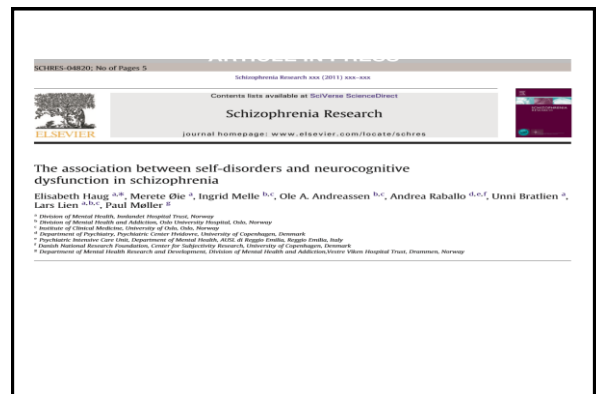 ARTICLE IN PRESS
SCHRES-04820; No of Pages 5
Schizophrenia Research xxx (2011) xxx–xxx
Contents lists available at SciVerse ScienceDirect
Schizophrenia Research
journal homepage: www.elsevier.com/locate/schres
ELSEVIER
The association between self-disorders and neurocognitive
dysfunction in schizophrenia
Elisabeth Haug a,*, Merete Øie a, Ingrid Melle b,c, Ole A. Andreassen b,c, Andrea Raballo d,e,f, Unni Bratlien a,
Lars Lien a,b,c, Paul Møller g
a Division of Mental Health, Innlandet Hospital Trust, Norway
b Division of Mental Health and Addiction, Oslo University Hospital, Oslo, Norway
c Institute of Clinical Medicine, University of Oslo, Oslo, Norway
d Department of Psychiatry, Psychiatric Center Hvidovre, University of Copenhagen, Denmark
e Psychiatric Intensive Care Unit, Department of Mental Health, AUSL di Reggio Emilia, Reggio Emilia, Italy
f Danish National Research Foundation, Center for Subjectivity Research, University of Copenhagen, Denmark
g Department of Mental Health Research and Development, Division of Mental Health and Addiction,Vestre Viken Hospital Trust, Drammen, Norway